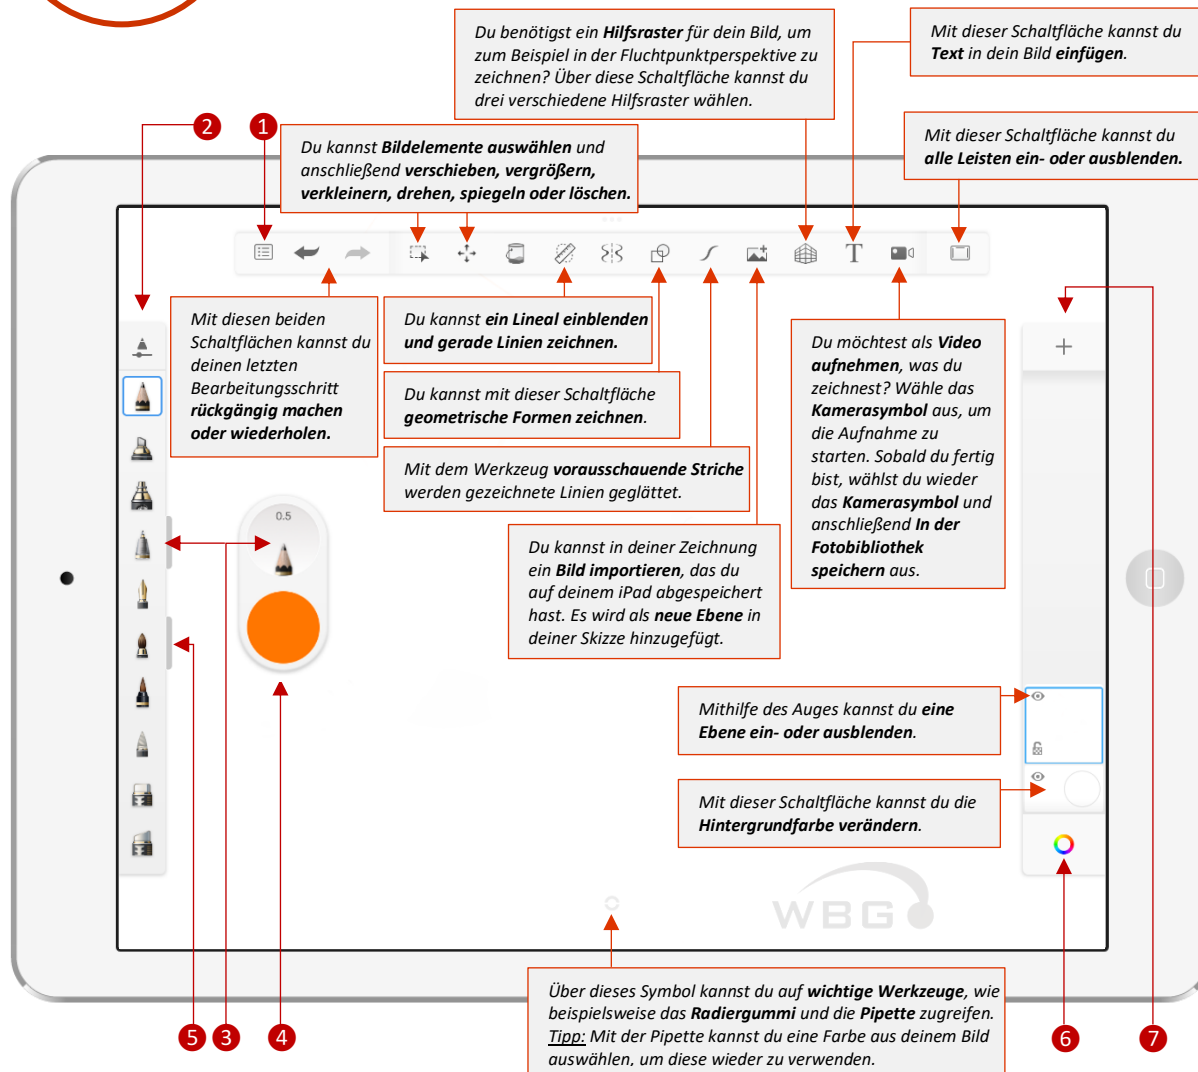 Du benötigst ein Hilfsraster für dein Bild, um
zum Beispiel in der Fluchtpunktperspektive zu
zeichnen? Über diese Schaltfläche kannst du
drei verschiedene Hilfsraster wählen.
Mit dieser Schaltfläche kannst du
Text in dein Bild einfügen.
2
1
Du kannst Bildelemente auswählen und
anschließend verschieben, vergrößern,
verkleinern, drehen, spiegeln oder löschen.
Mit dieser Schaltfläche kannst du
alle Leisten ein- oder ausblenden.
T
Mit diesen beiden
Schaltflächen kannst du
deinen letzten
Bearbeitungsschritt
rückgängig machen
oder wiederholen.
Du kannst ein Lineal einblenden
und gerade Linien zeichnen.
Du kannst mit dieser Schaltfläche
geometrische Formen zeichnen.
Mit dem Werkzeug vorausschauende Striche
werden gezeichnete Linien geglättet.
Du möchtest als Video
aufnehmen, was du
zeichnest? Wähle das
Kamerasymbol aus, um
die Aufnahme zu
starten. Sobald du fertig
bist, wählst du wieder
das Kamerasymbol und
anschließend In der
Fotobibliothek
speichern aus.
0.5
Du kannst in deiner Zeichnung
ein Bild importieren, das du
auf deinem iPad abgespeichert
hast. Es wird als neue Ebene in
deiner Skizze hinzugefügt.
Mithilfe des Auges kannst du eine
Ebene ein- oder ausblenden.
Mit dieser Schaltfläche kannst du die
Hintergrundfarbe verändern.
WBG
Über dieses Symbol kannst du auf wichtige Werkzeuge, wie
beispielsweise das Radiergummi und die Pipette zugreifen.
Tipp: Mit der Pipette kannst du eine Farbe aus deinem Bild
auswählen, um diese wieder zu verwenden.
5
3
4
6
7